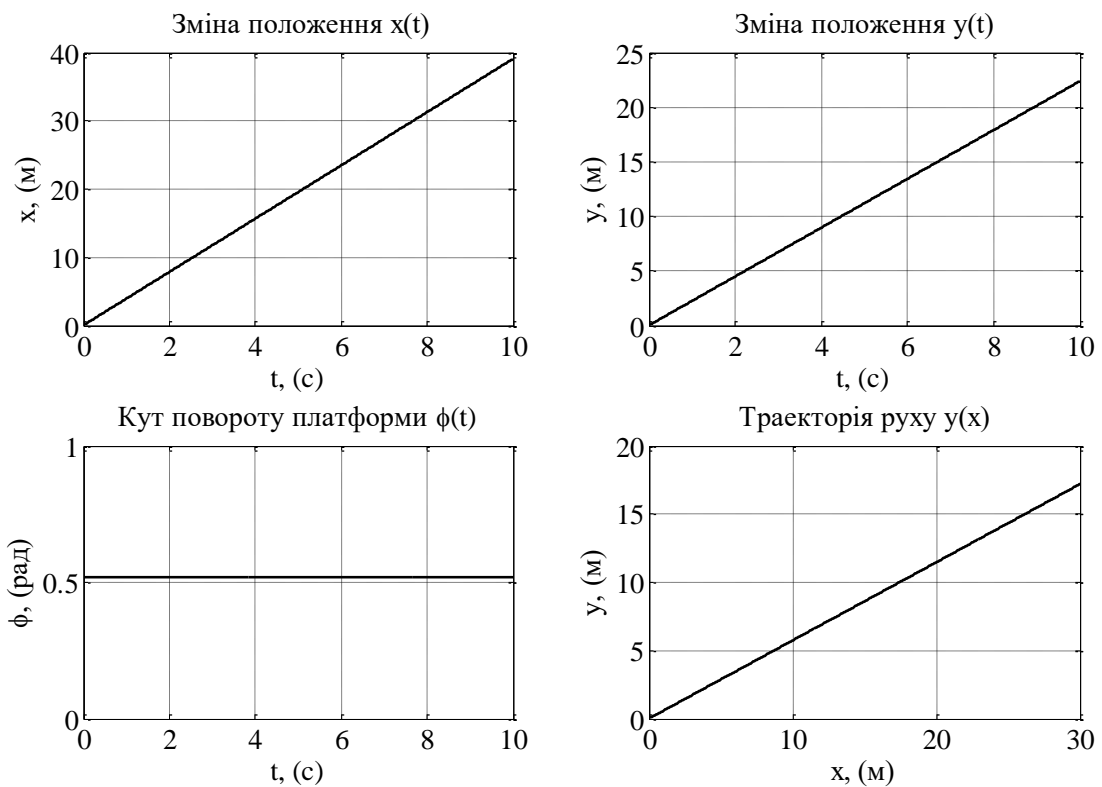 Зміна положення x(t)
40
30
20
10
0
x, (м)
0 2 4 6 8 10
t, (с)
Зміна положення y(t)
25
20
15
10
5
0
y, (м)
0 2 4 6 8 10
t, (с)
Кут повороту платформи ϕ(t)
1
0.5
0
ϕ, (рад)
0 2 4 6 8 10
t, (с)
Траекторія руху y(x)
20
15
10
5
0
y, (м)
0 10 20 30
x, (м)